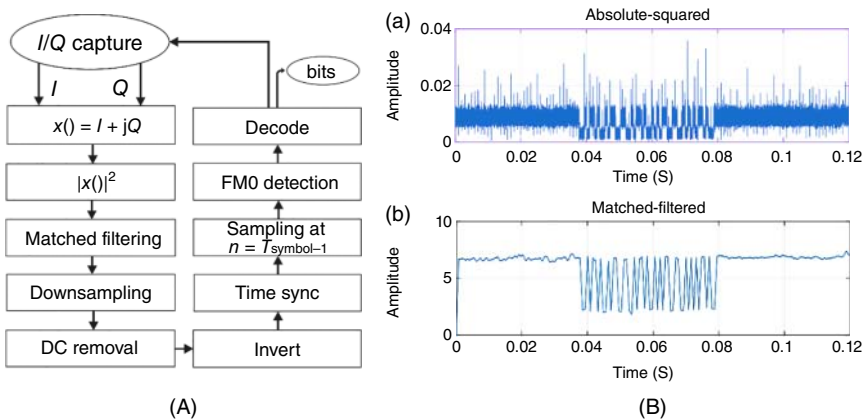 I/Q capture
bits
I
Q
x() = I + jQ
|x()|²
Matched filtering
Downsampling
DC removal
Decode
FM0 detection
Sampling at
n = Tsymbol–1
Time sync
Invert
(A)
(a)
Absolute-squared
Amplitude
0.04
0.02
0
0 0.02 0.04 0.06 0.08 0.1 0.12
Time (S)
(b)
Matched-filtered
Amplitude
10
5
0
0 0.02 0.04 0.06 0.08 0.1 0.12
Time (S)
(B)